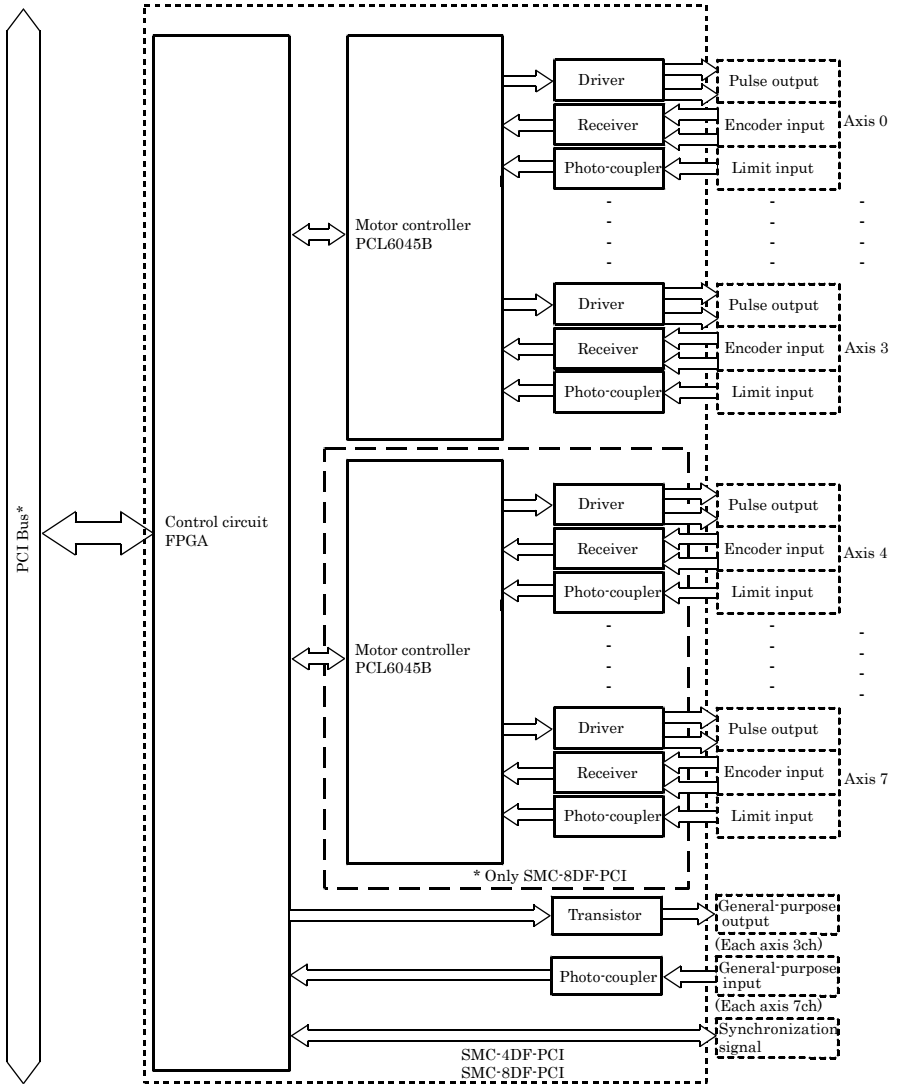 PCI Bus*
Control circuit
FPGA
Motor controller
PCL6045B
Driver
Pulse output
Receiver
Encoder input
Axis 0
Photo-coupler
Limit input
Driver
Pulse output
Receiver
Encoder input
Axis 3
Photo-coupler
Limit input
Motor controller
PCL6045B
Driver
Pulse output
Receiver
Encoder input
Axis 4
Photo-coupler
Limit input
Driver
Pulse output
Receiver
Encoder input
Axis 7
Photo-coupler
Limit input
* Only SMC-8DF-PCI
Transistor
General-purpose
output
(Each axis 3ch)
Photo-coupler
General-purpose
input
(Each axis 7ch)
Synchronization
signal
SMC-4DF-PCI
SMC-8DF-PCI